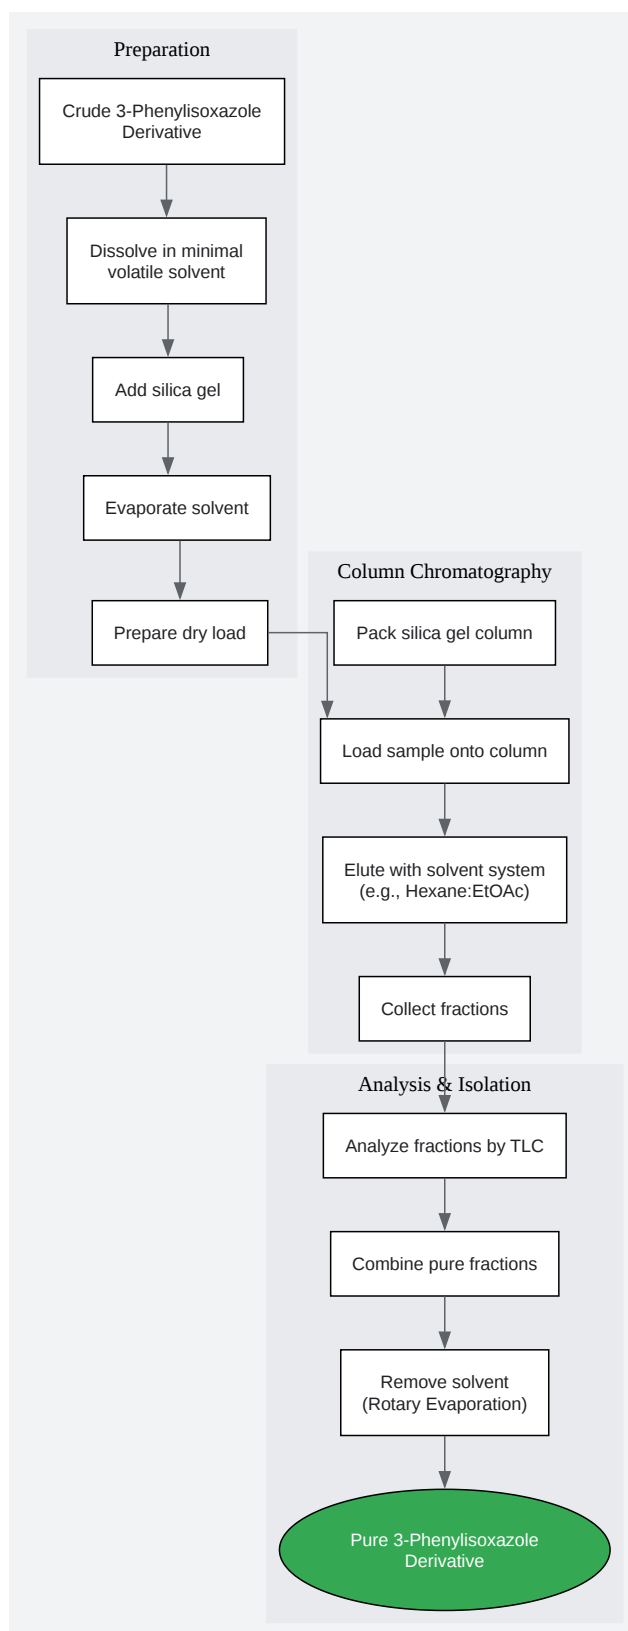 Preparation
Crude 3-Phenylisoxazole
Derivative
Dissolve in minimal
volatile solvent
Add silica gel
Evaporate solvent
Prepare dry load
Column Chromatography
Pack silica gel column
Load sample onto column
Elute with solvent system
(e.g., Hexane:EtOAc)
Collect fractions
Analysis & Isolation
Analyze fractions by TLC
Combine pure fractions
Remove solvent
(Rotary Evaporation)
Pure 3-Phenylisoxazole
Derivative